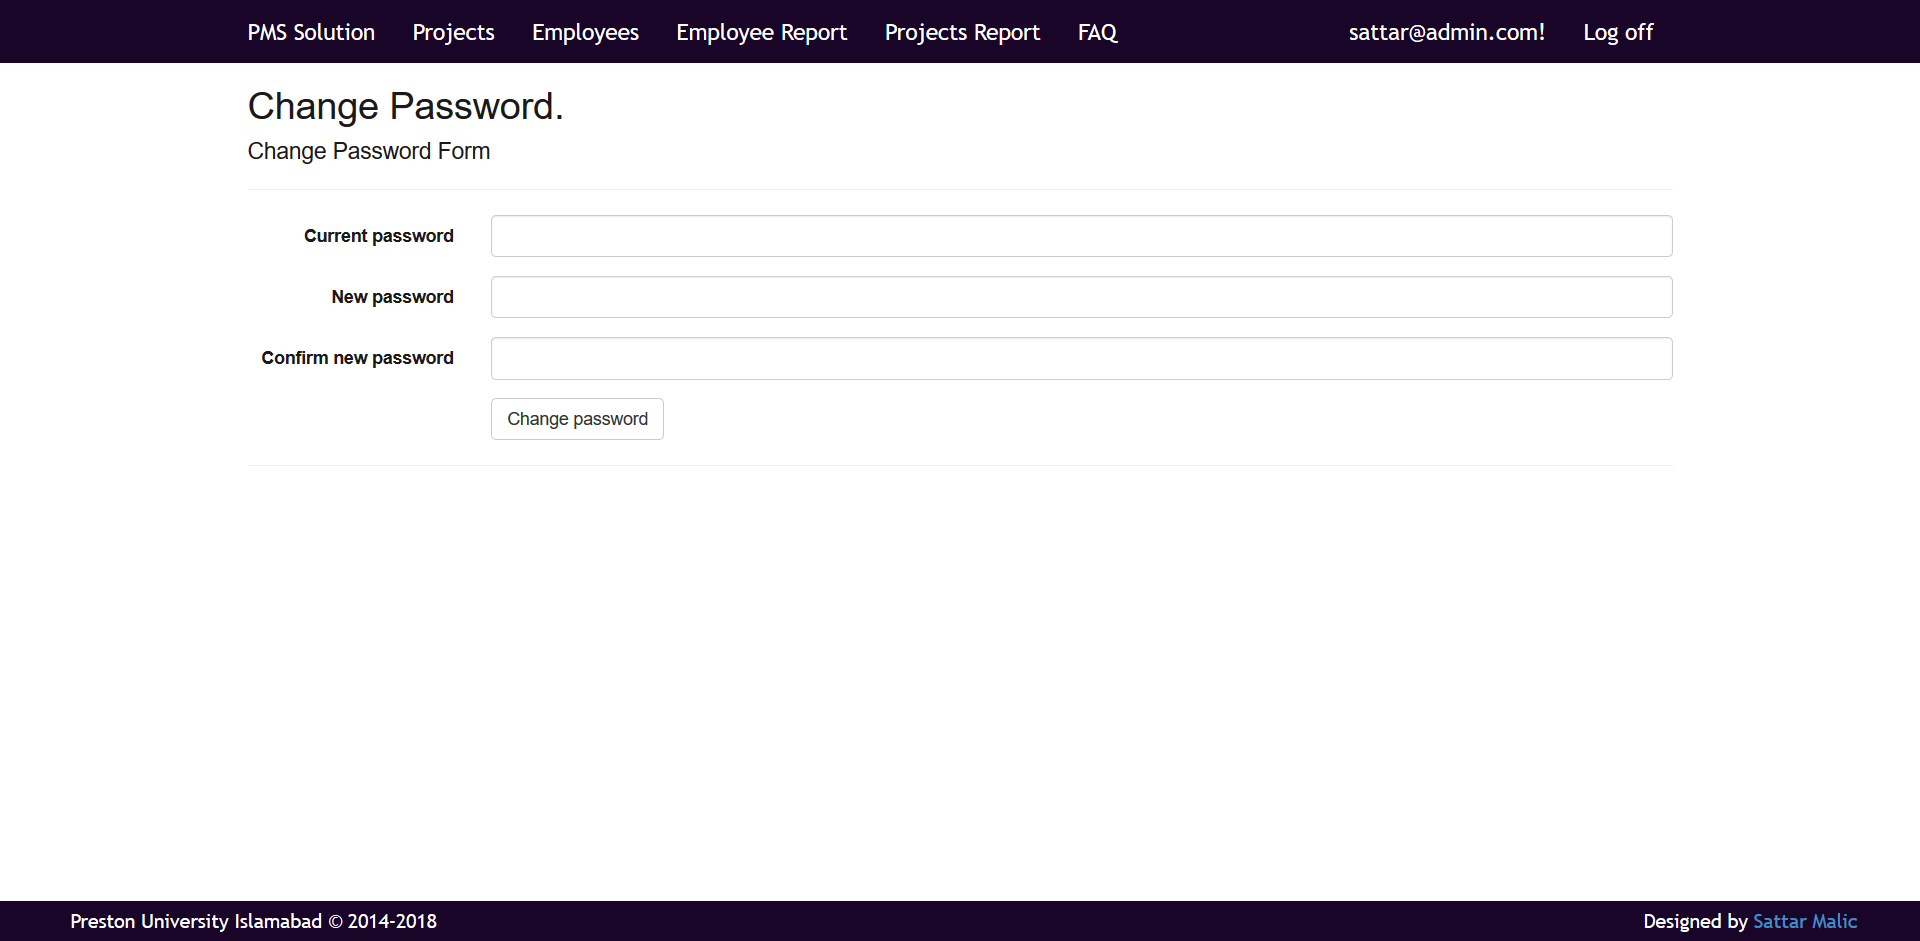 PMS Solution Projects Employees Employee Report Projects Report FAQ sattar@admin.com! Log off
Change Password.
Change Password Form
Current password
New password
Confirm new password
Change password
Preston University Islamabad © 2014-2018 Designed by Sattar Malic